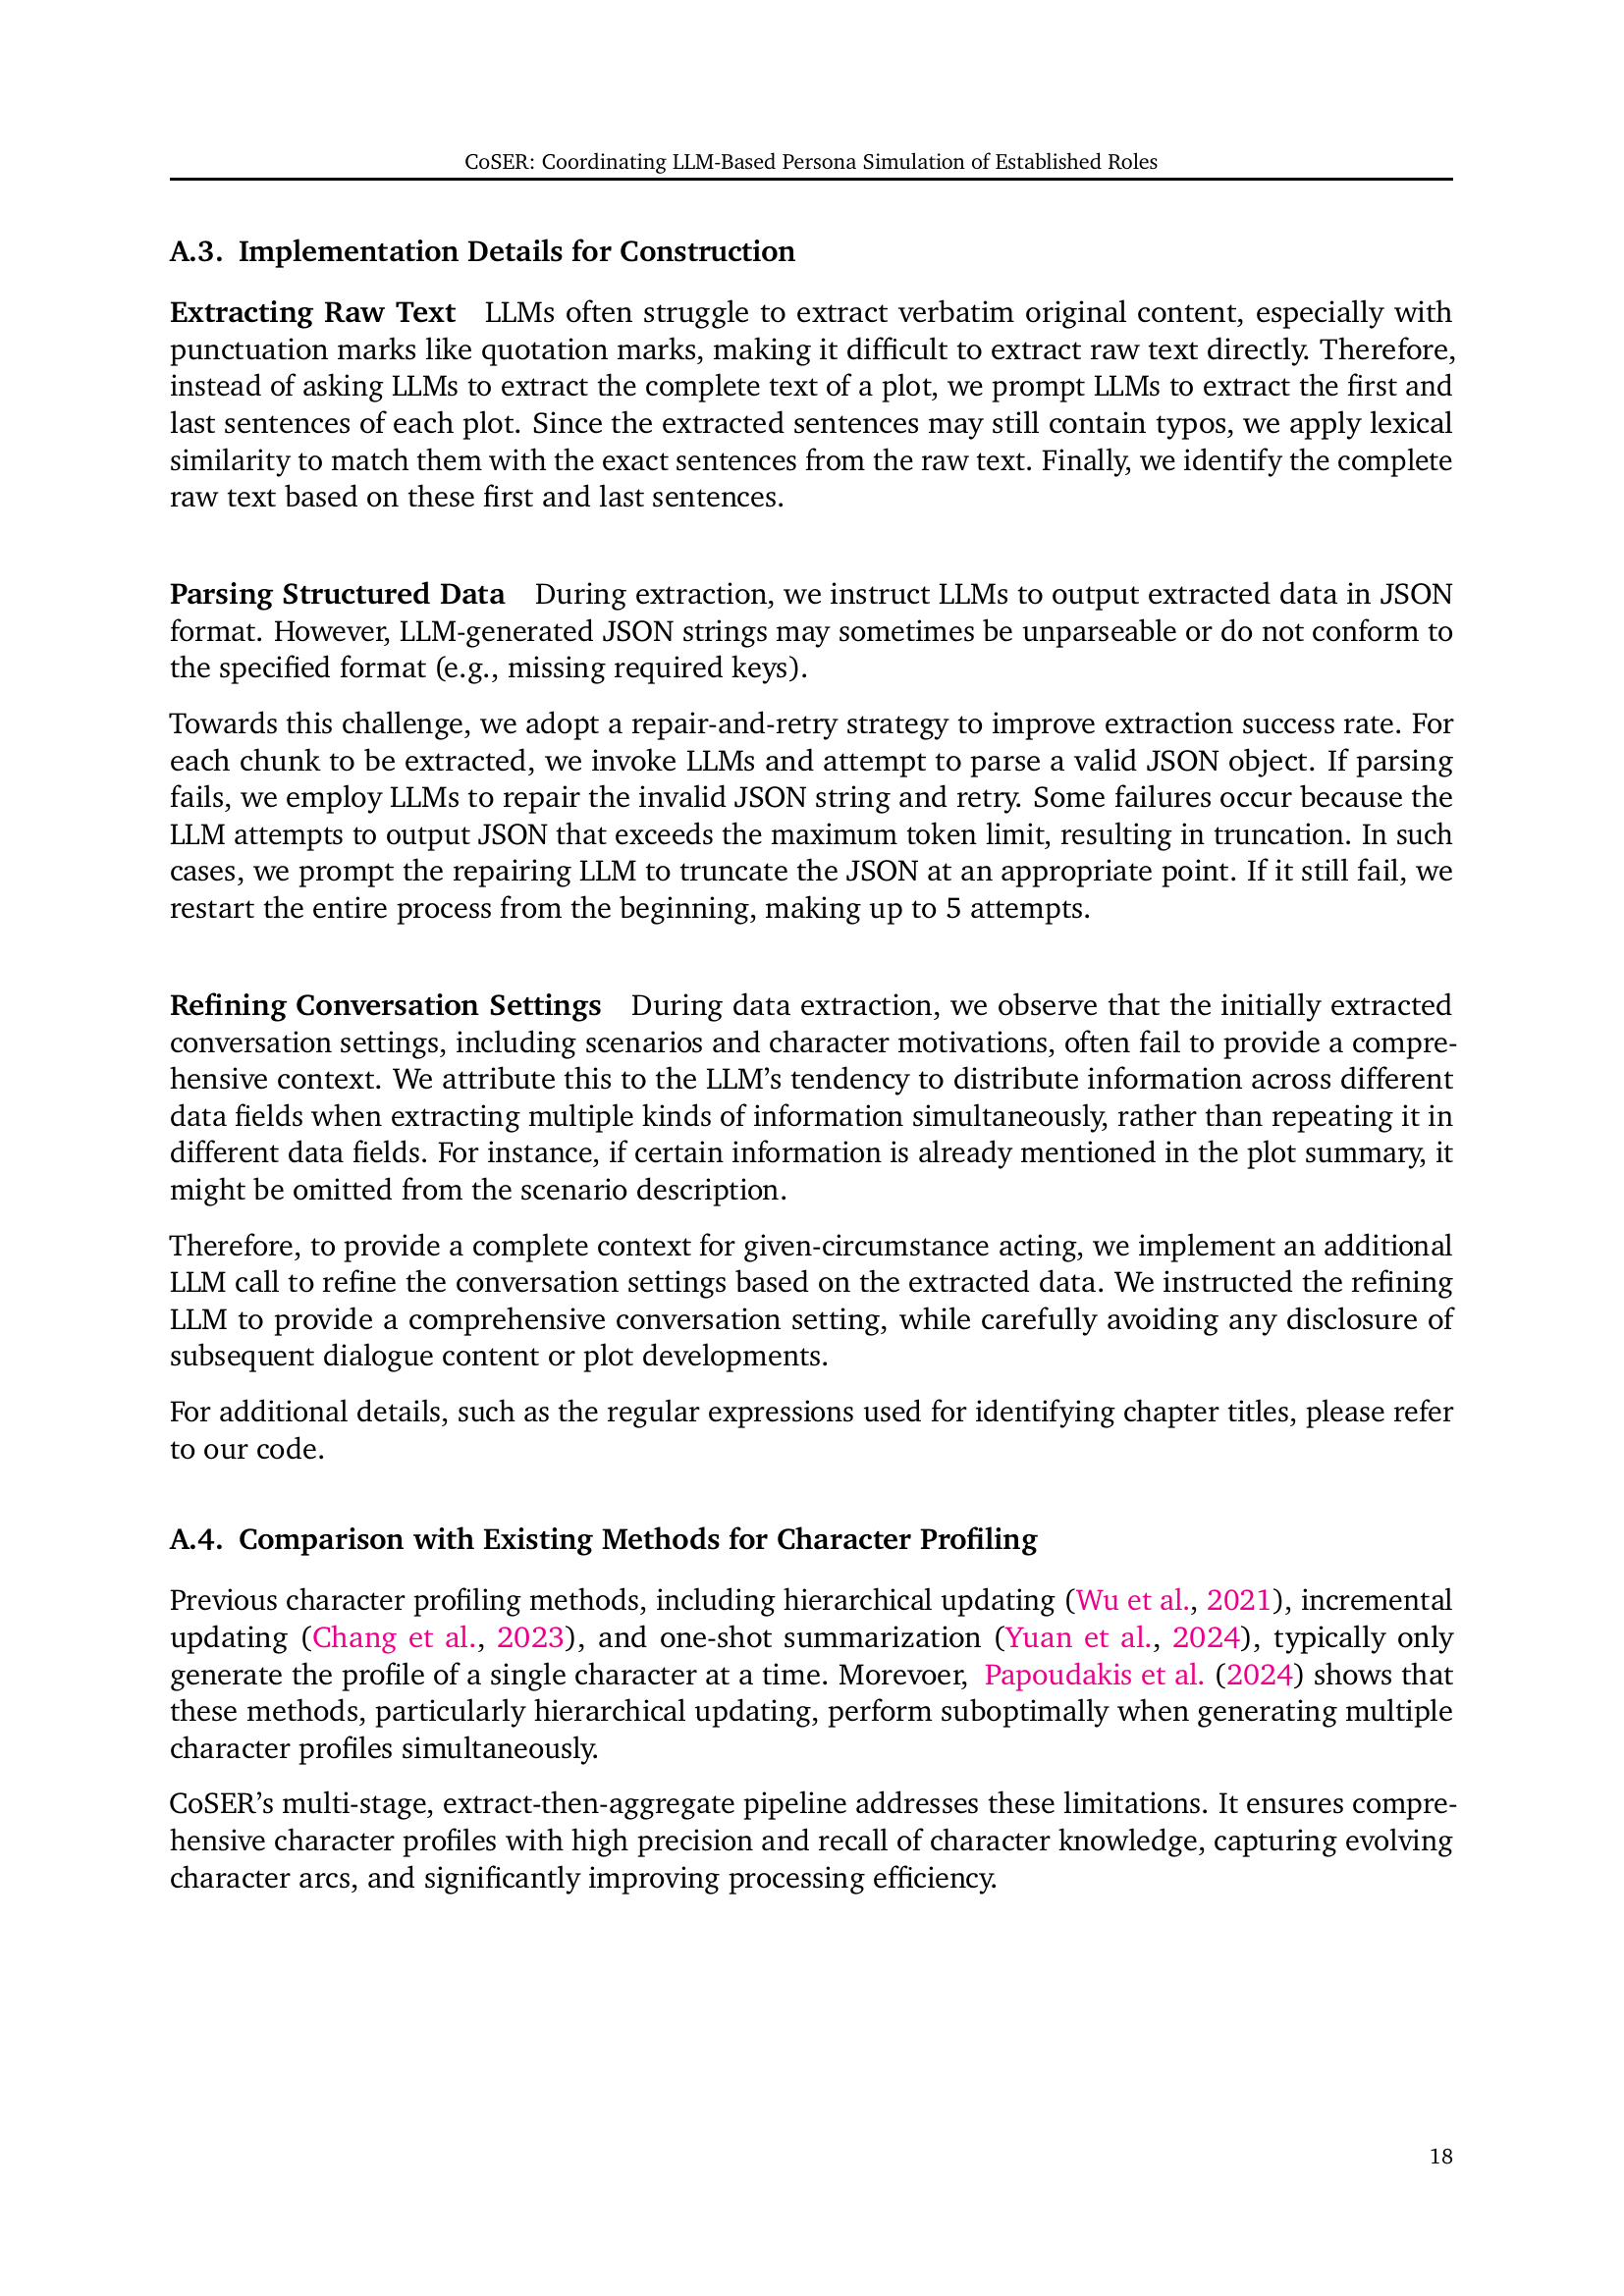 CoSER: Coordinating LLM-Based Persona Simulation of Established Roles
A.3. Implementation Details for Construction
Extracting Raw Text LLMs often struggle to extract verbatim original content, especially with
punctuation marks like quotation marks, making it difficult to extract raw text directly. Therefore,
instead of asking LLMs to extract the complete text of a plot, we prompt LLMs to extract the first and
last sentences of each plot. Since the extracted sentences may still contain typos, we apply lexical
similarity to match them with the exact sentences from the raw text. Finally, we identify the complete
raw text based on these first and last sentences.
Parsing Structured Data During extraction, we instruct LLMs to output extracted data in JSON
format. However, LLM-generated JSON strings may sometimes be unparseable or do not conform to
the specified format (e.g., missing required keys).
Towards this challenge, we adopt a repair-and-retry strategy to improve extraction success rate. For
each chunk to be extracted, we invoke LLMs and attempt to parse a valid JSON object. If parsing
fails, we employ LLMs to repair the invalid JSON string and retry. Some failures occur because the
LLM attempts to output JSON that exceeds the maximum token limit, resulting in truncation. In such
cases, we prompt the repairing LLM to truncate the JSON at an appropriate point. If it still fail, we
restart the entire process from the beginning, making up to 5 attempts.
Refining Conversation Settings During data extraction, we observe that the initially extracted
conversation settings, including scenarios and character motivations, often fail to provide a compre-
hensive context. We attribute this to the LLM's tendency to distribute information across different
data fields when extracting multiple kinds of information simultaneously, rather than repeating it in
different data fields. For instance, if certain information is already mentioned in the plot summary, it
might be omitted from the scenario description.
Therefore, to provide a complete context for given-circumstance acting, we implement an additional
LLM call to refine the conversation settings based on the extracted data. We instructed the refining
LLM to provide a comprehensive conversation setting, while carefully avoiding any disclosure of
subsequent dialogue content or plot developments.
For additional details, such as the regular expressions used for identifying chapter titles, please refer
to our code.
A.4. Comparison with Existing Methods for Character Profiling
Previous character profiling methods, including hierarchical updating (Wu et al., 2021), incremental
updating (Chang et al., 2023), and one-shot summarization (Yuan et al., 2024), typically only
generate the profile of a single character at a time. Morevoer, Papoudakis et al. (2024) shows that
these methods, particularly hierarchical updating, perform suboptimally when generating multiple
character profiles simultaneously.
CoSER's multi-stage, extract-then-aggregate pipeline addresses these limitations. It ensures compre-
hensive character profiles with high precision and recall of character knowledge, capturing evolving
character arcs, and significantly improving processing efficiency.
18